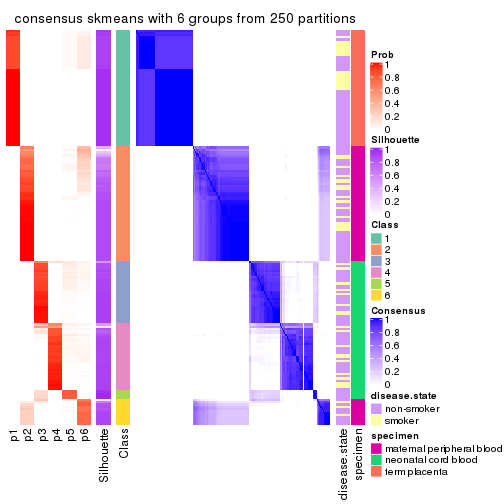 consensus skmeans with 6 groups from 250 partitions
p1
p2
p3
p4
p5
p6
Silhouette
Class
disease.state
specimen
Prob
1
0.8
0.6
0.4
0.2
0
Silhouette
1
0.8
0.6
0.4
0.2
0
Class
1
2
3
4
5
6
Consensus
1
0.8
0.6
0.4
0.2
0
disease.state
non-smoker
smoker
specimen
maternal peripheral blood
neonatal cord blood
term placenta